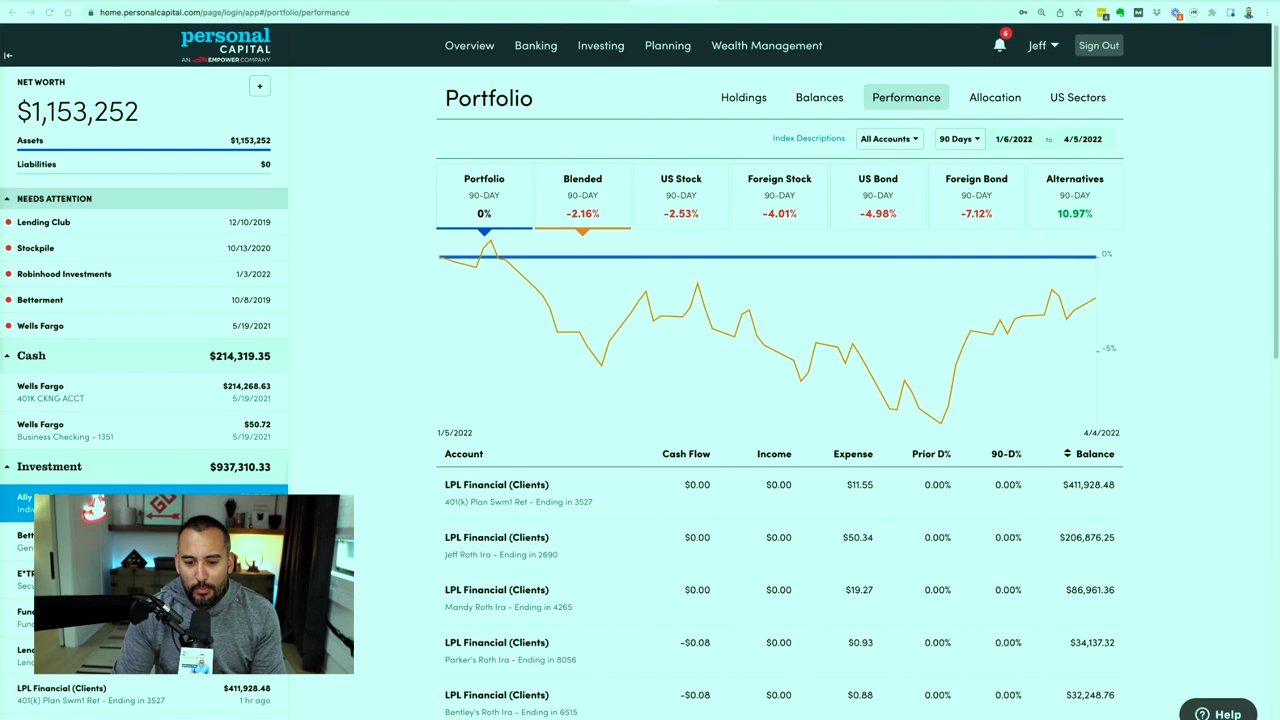 home.personalcapital.com/page/login/app#/portfolio/performance
personal
CAPITAL
AN EMPOWER COMPANY
Overview Banking Investing Planning Wealth Management 6 Jeff Sign Out
NET WORTH
+
$1,153,252
Assets $1,153,252
Liabilities $0
NEEDS ATTENTION
Lending Club 12/10/2019
Stockpile 10/13/2020
Robinhood Investments 1/3/2022
Betterment 10/8/2019
Wells Fargo 5/19/2021
Cash $214,319.35
Wells Fargo $214,268.63
401K CKNG ACCT 5/19/2021
Wells Fargo $50.72
Business Checking - 1351 5/19/2021
Investment $937,310.33
Ally
Indi
Bett
Gen
E*TR
Secu
Fund
Fund
Lend
Lend
LPL Financial (Clients) $411,928.48
401(k) Plan Swm1 Ret - Ending in 3527 1 hr ago
Portfolio Holdings Balances Performance Allocation US Sectors
Index Descriptions All Accounts 90 Days 1/6/2022 to 4/5/2022
Portfolio Blended US Stock Foreign Stock US Bond Foreign Bond Alternatives
90-DAY 90-DAY 90-DAY 90-DAY 90-DAY 90-DAY 90-DAY
0% -2.16% -2.53% -4.01% -4.98% -7.12% 10.97%
0%
-5%
1/5/2022 4/4/2022
Account Cash Flow Income Expense Prior D% 90-D% Balance
LPL Financial (Clients) $0.00 $0.00 $11.55 0.00% 0.00% $411,928.48
401(k) Plan Swm1 Ret - Ending in 3527
LPL Financial (Clients) $0.00 $0.00 $50.34 0.00% 0.00% $206,876.25
Jeff Roth Ira - Ending in 2690
LPL Financial (Clients) $0.00 $0.00 $19.27 0.00% 0.00% $86,961.36
Mandy Roth Ira - Ending in 4265
LPL Financial (Clients) -$0.08 $0.00 $0.93 0.00% 0.00% $34,137.32
Parker's Roth Ira - Ending in 8056
LPL Financial (Clients) -$0.08 $0.00 $0.88 0.00% 0.00% $32,248.76
Bentley's Roth Ira - Ending in 6515
Help